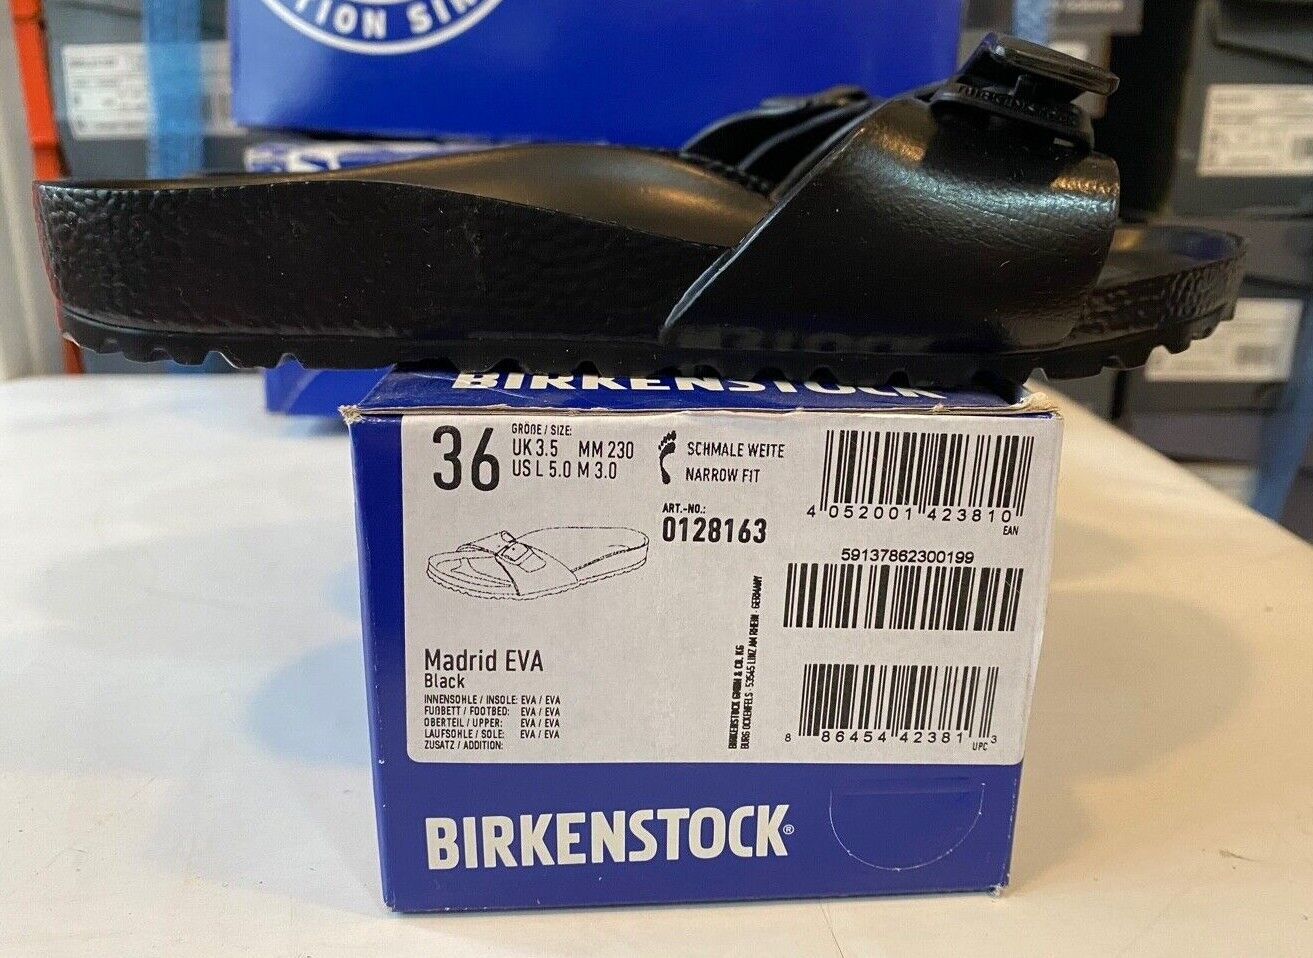 TION SIN
BIRKENSTOCK
36
GRÖẞE / SIZE:
UK 3.5 MM 230
US L 5.0 M 3.0
SCHMALE WEITE
NARROW FIT
ART.-NO.:
0128163
4 052001 423810
EAN
59137862300199
Madrid EVA
Black
INNENSOHLE / INSOLE: EVA / EVA
FUẞBETT / FOOTBED: EVA / EVA
OBERTEIL / UPPER: EVA / EVA
LAUFSOHLE / SOLE: EVA / EVA
ZUSATZ / ADDITION:
BIRKENSTOCK GMBH & CO. KG
BURG OCKENFELS · 53545 LINZ AM RHEIN · GERMANY
8 86454 42381 3
UPC
BIRKENSTOCK®